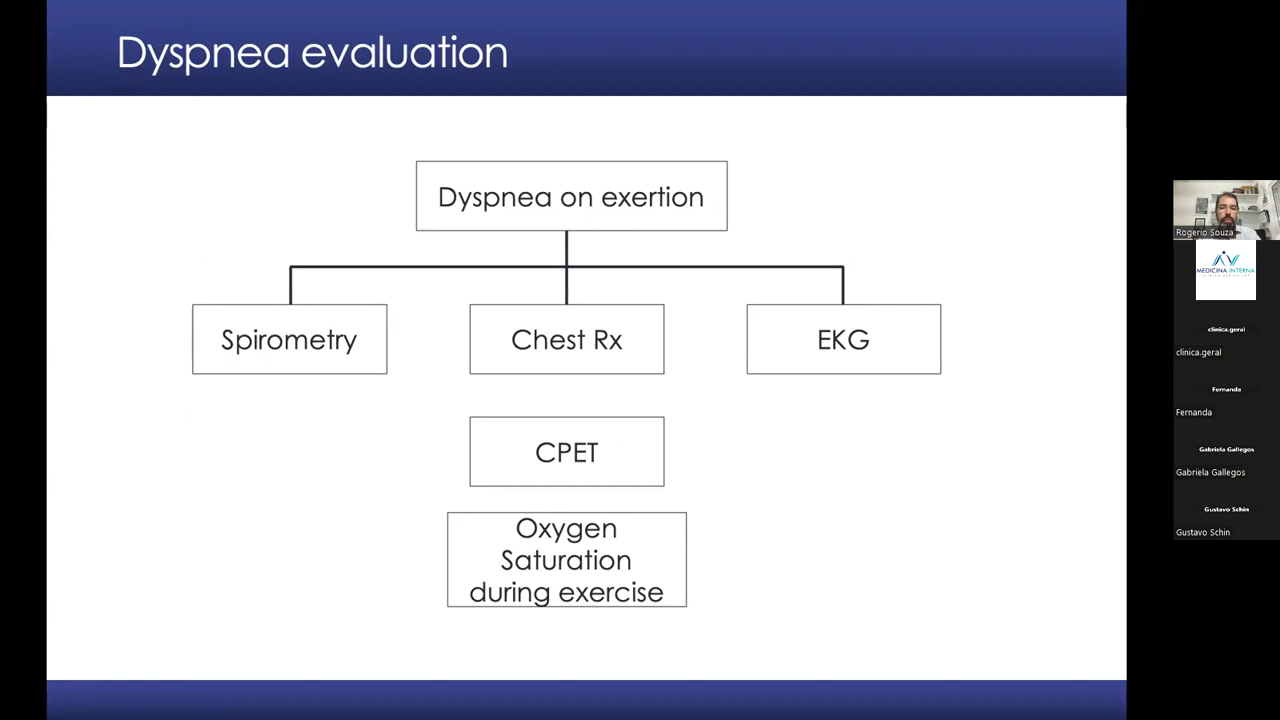 Dyspnea evaluation
Dyspnea on exertion
Spirometry
Chest Rx
EKG
CPET
Oxygen
Saturation
during exercise
Rogerio Souza
MEDICINA INTERNA
clinica.geral
clinica.geral
Fernanda
Fernanda
Gabriela Gallegos
Gabriela Gallegos
Gustavo Schin
Gustavo Schin